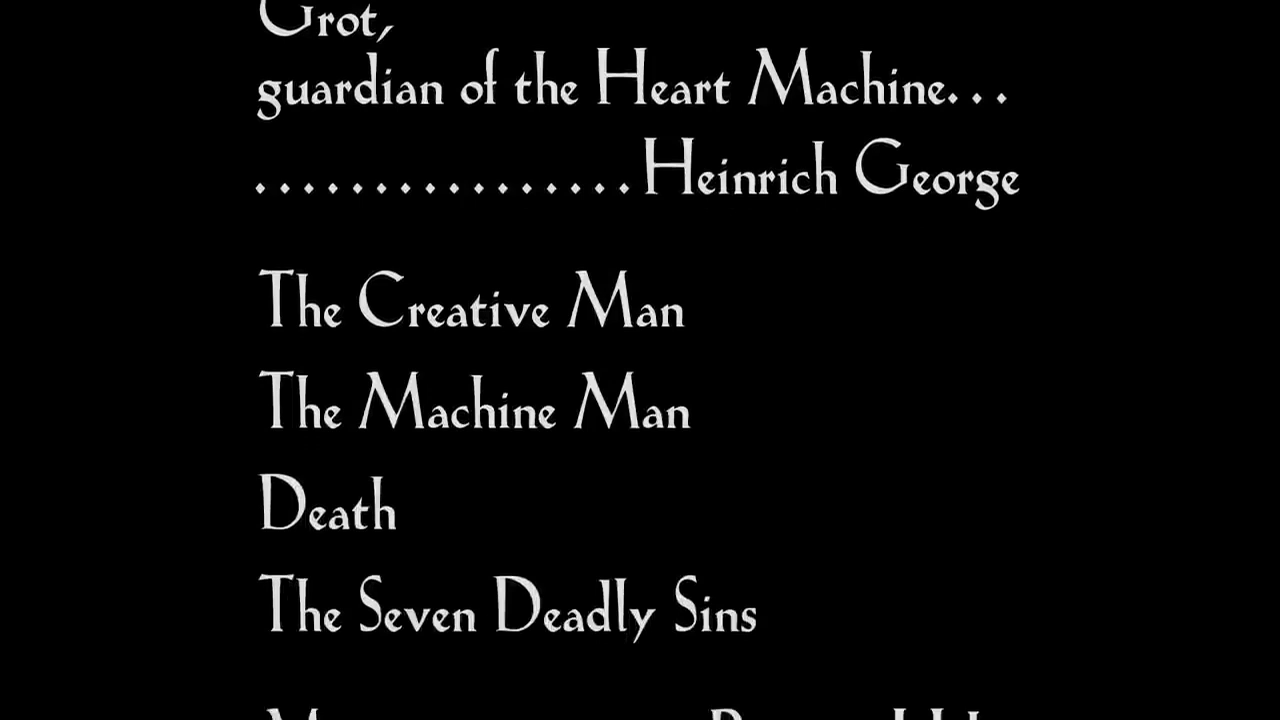 Grot,
guardian of the Heart Machine...
................Heinrich George
The Creative Man
The Machine Man
Death
The Seven Deadly Sins